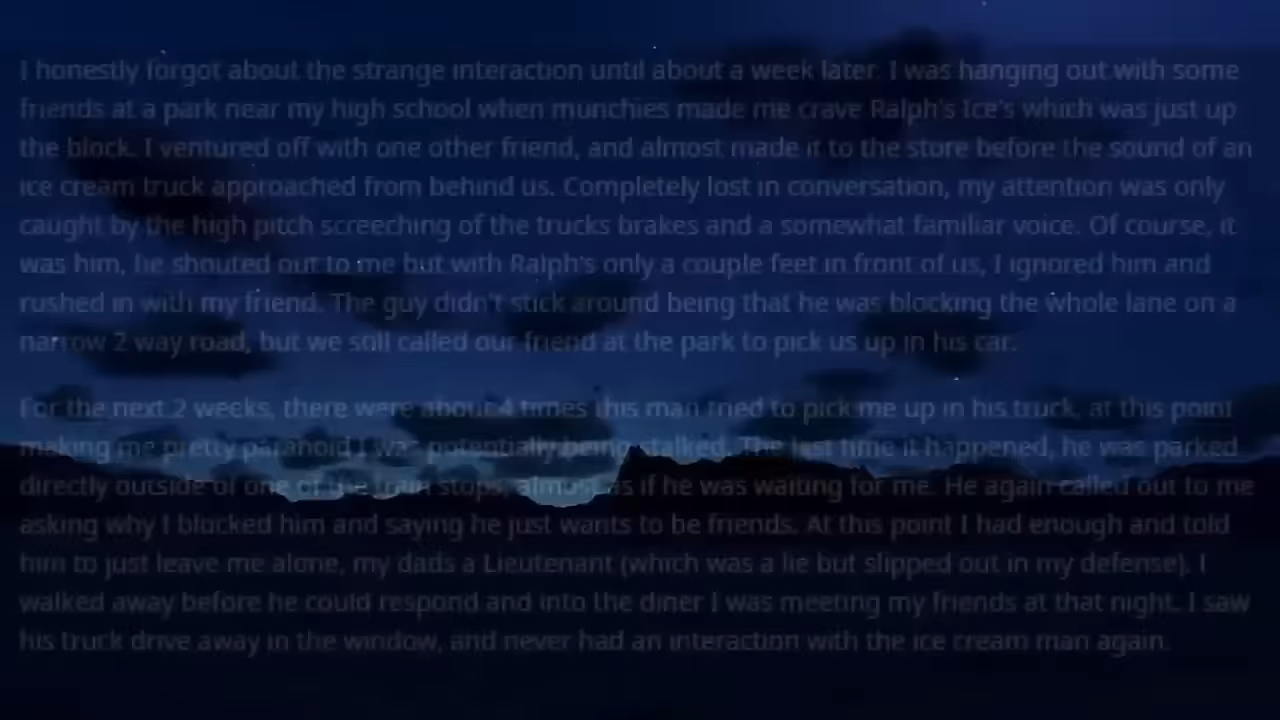 I honestly forgot about the strange interaction until about a week later. I was hanging out with some
friends at a park near my high school when munchies made me crave Ralph's Ice's which was just up
the block. I ventured off with one other friend, and almost made it to the store before the sound of an
ice cream truck approached from behind us. Completely lost in conversation, my attention was only
caught by the high pitch screeching of the trucks brakes and a somewhat familiar voice. Of course, it
was him, he shouted out to me but with Ralph's only a couple feet in front of us, I ignored him and
rushed in with my friend. The guy didn't stick around being that he was blocking the whole lane on a
narrow 2 way road, but we still called our friend at the park to pick us up in his car.
For the next 2 weeks, there were about 4 times this man tried to pick me up in his truck, at this point
making me pretty paranoid I was potentially being stalked. The last time it happened, he was parked
directly outside of one of the train stops, almost as if he was waiting for me. He again called out to me
asking why I blocked him and saying he just wants to be friends. At this point I had enough and told
him to just leave me alone, my dads a Lieutenant (which was a lie but slipped out in my defense). I
walked away before he could respond and into the diner I was meeting my friends at that night. I saw
his truck drive away in the window, and never had an interaction with the ice cream man again.